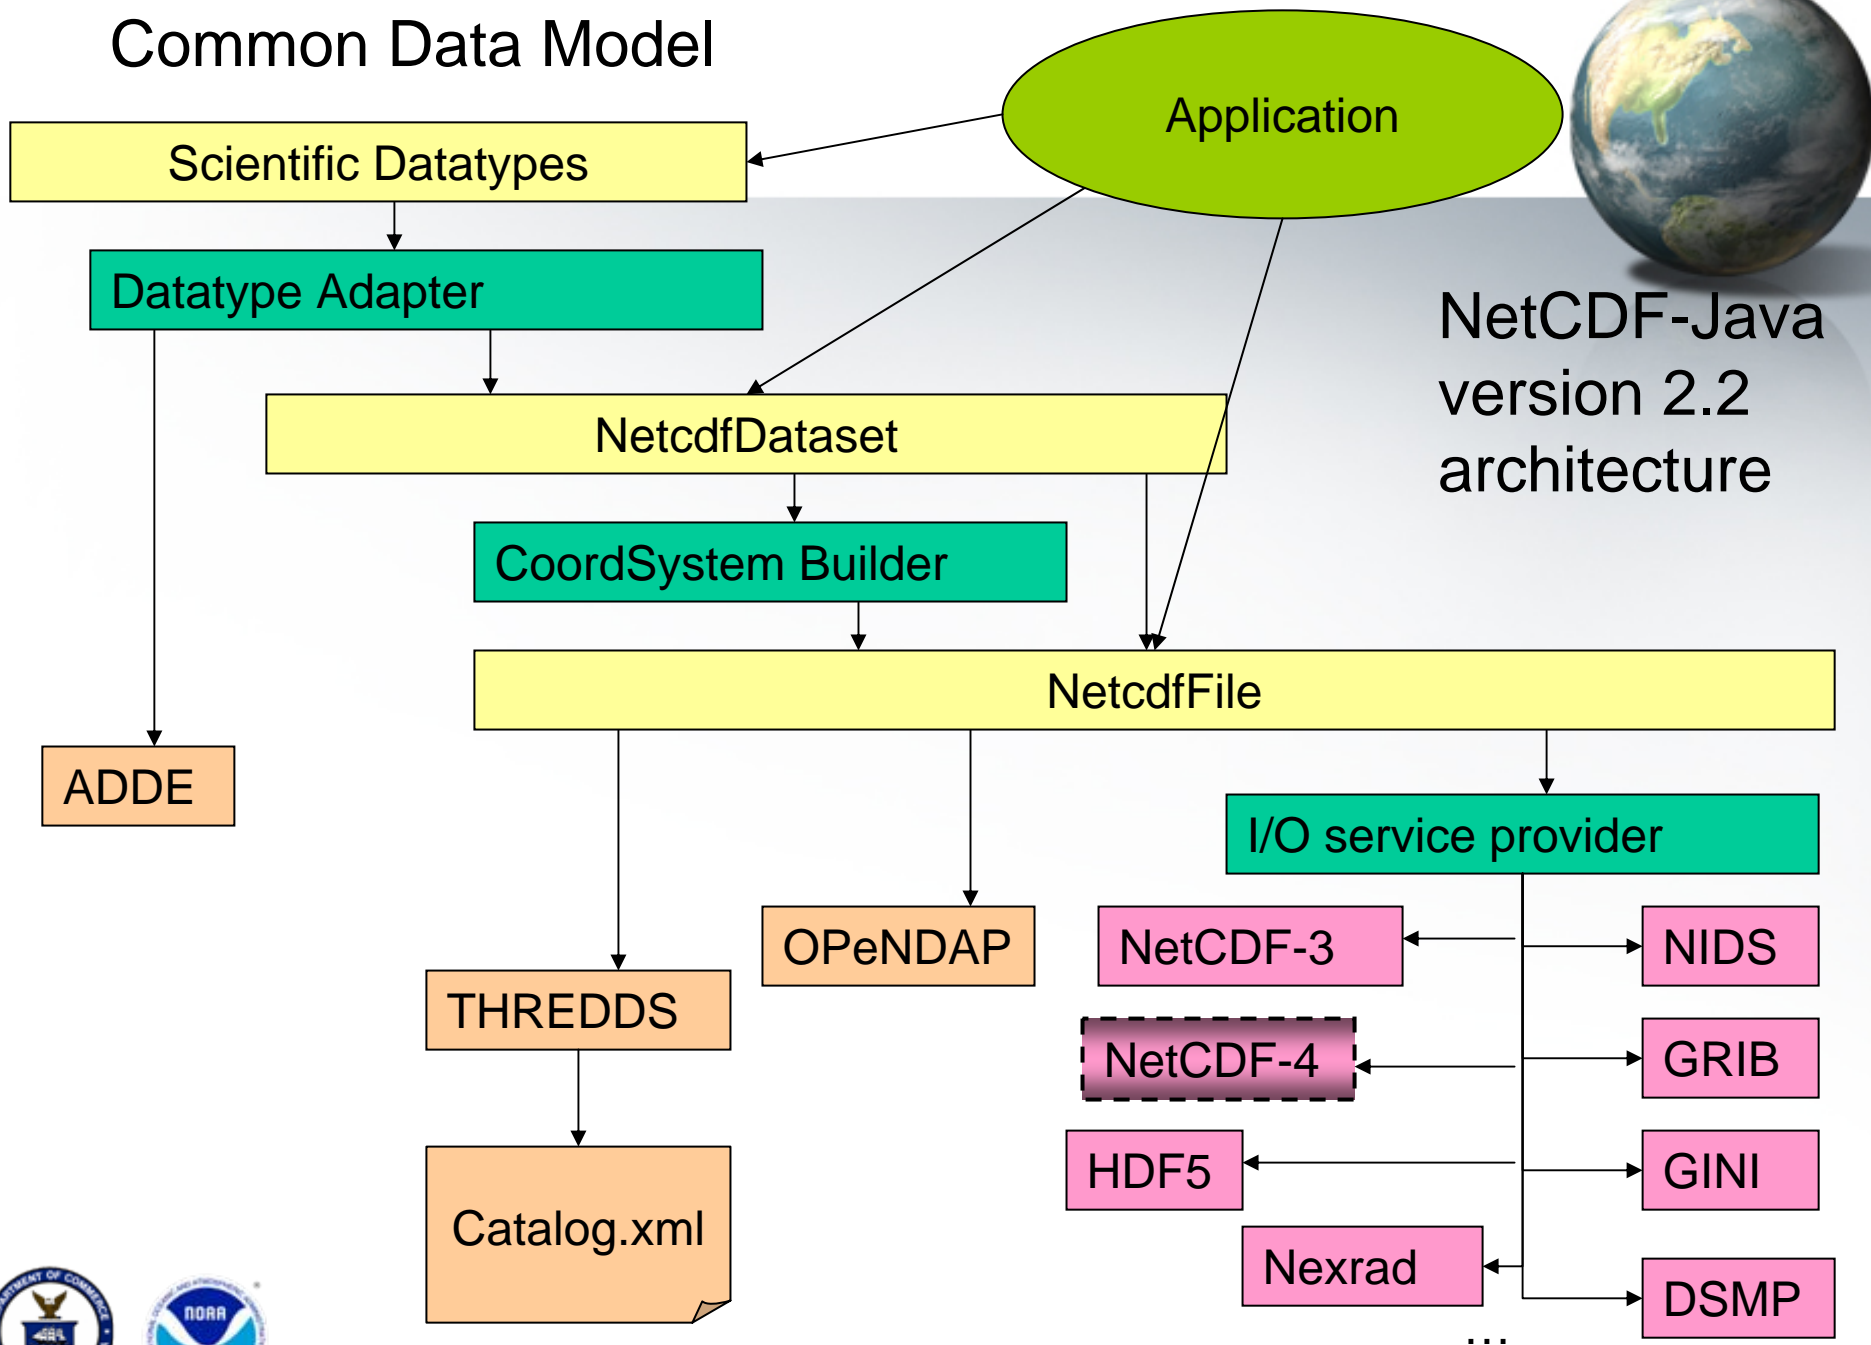 Common Data Model
Application
Scientific Datatypes
Datatype Adapter
NetCDF-Java
version 2.2
architecture
NetcdfDataset
CoordSystem Builder
NetcdfFile
ADDE
I/O service provider
OPeNDAP
NetCDF-3
NIDS
THREDDS
NetCDF-4
GRIB
HDF5
GINI
Catalog.xml
Nexrad
DSMP
...
NOAA